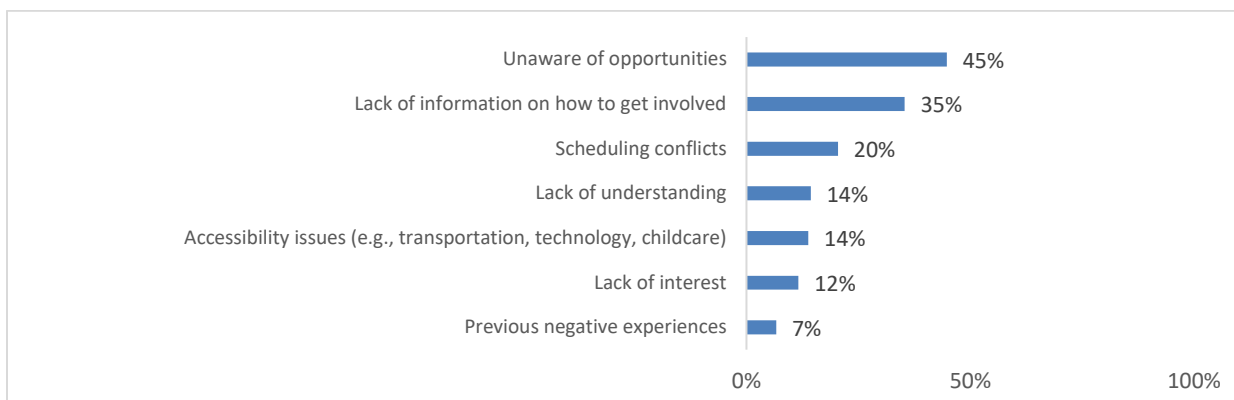 Unaware of opportunities 45%
Lack of information on how to get involved 35%
Scheduling conflicts 20%
Lack of understanding 14%
Accessibility issues (e.g., transportation, technology, childcare) 14%
Lack of interest 12%
Previous negative experiences 7%
0% 50% 100%